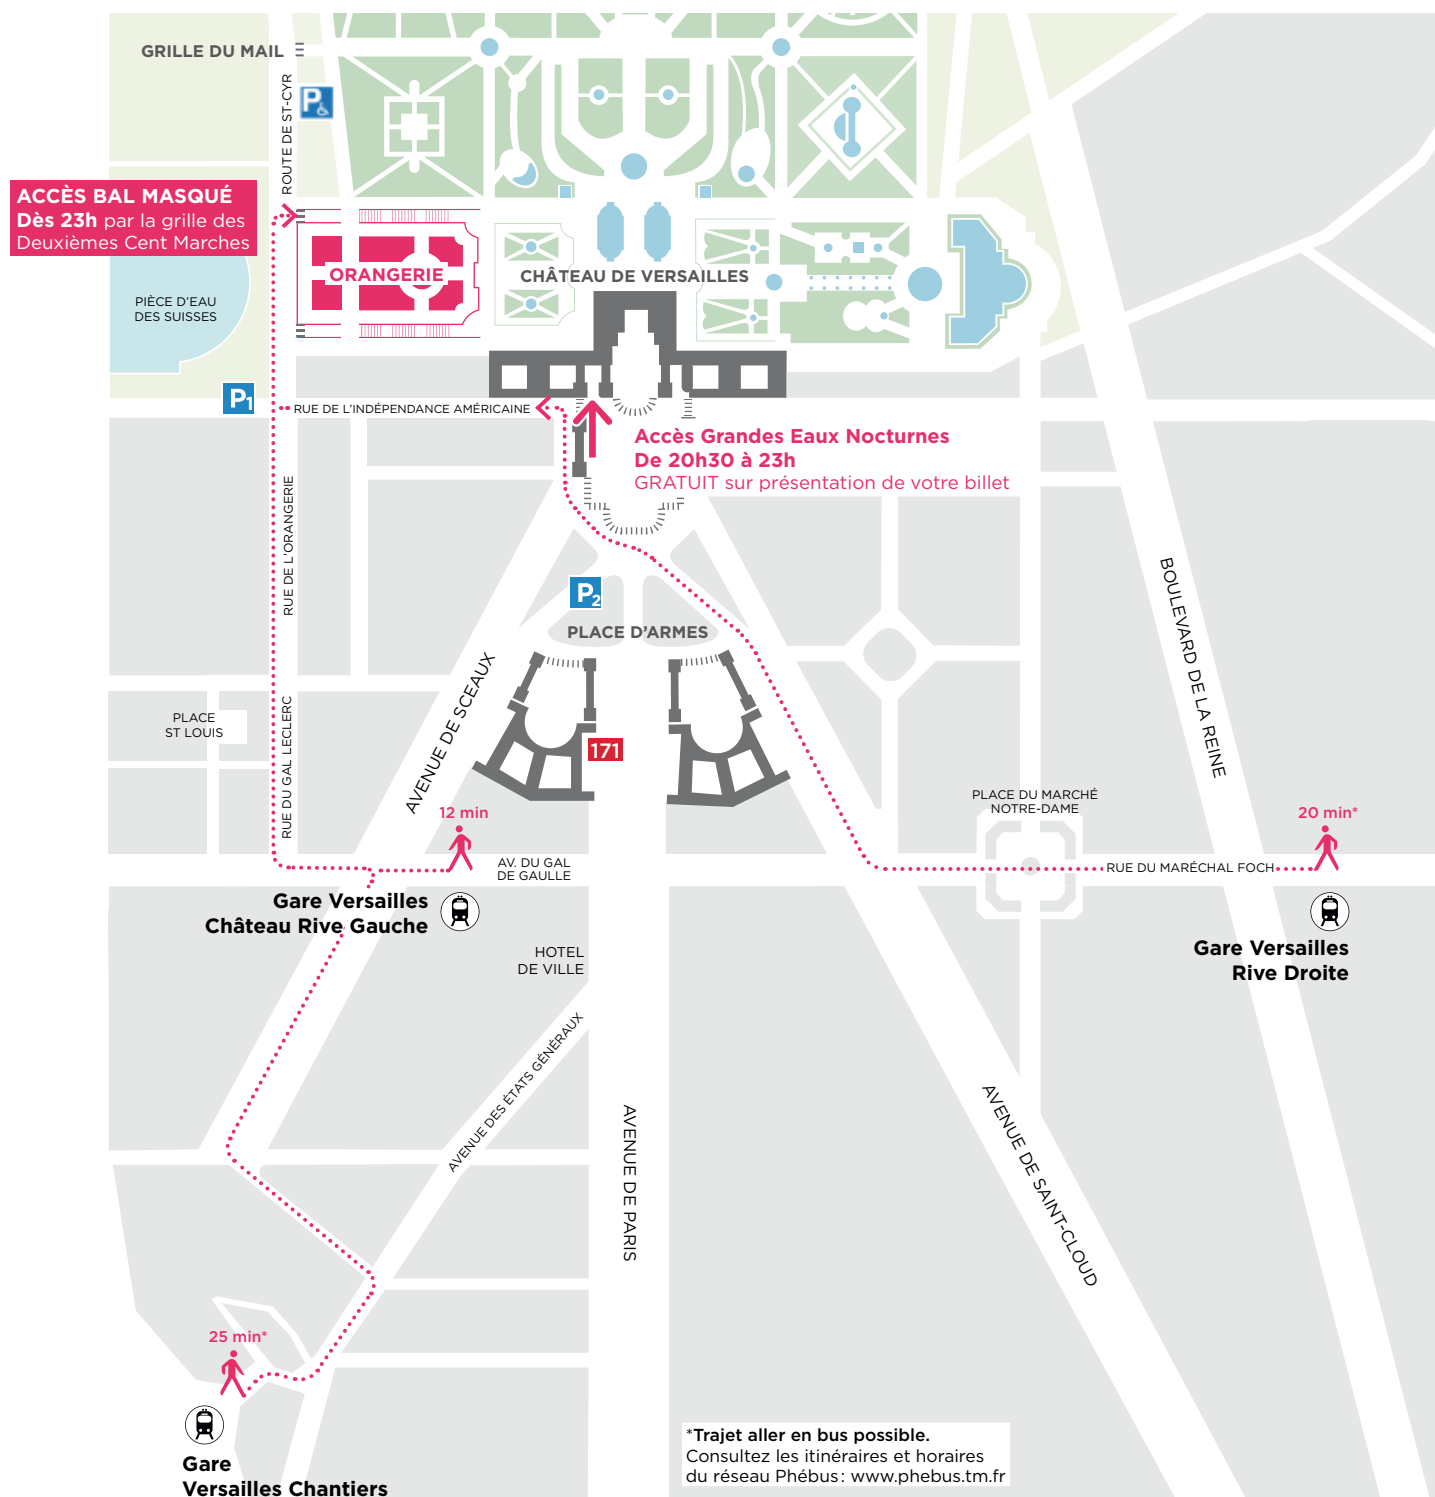 GRILLE DU MAIL
ROUTE DE ST-CYR
P
ACCÈS BAL MASQUÉ
Dès 23h par la grille des
Deuxièmes Cent Marches
ORANGERIE
CHÂTEAU DE VERSAILLES
PIÈCE D'EAU
DES SUISSES
P1
RUE DE L'INDÉPENDANCE AMÉRICAINE
Accès Grandes Eaux Nocturnes
De 20h30 à 23h
GRATUIT sur présentation de votre billet
RUE DE L'ORANGERIE
P2
PLACE D'ARMES
BOULEVARD DE LA REINE
AVENUE DE SCEAUX
PLACE
ST LOUIS
RUE DU GAL LECLERC
171
12 min
PLACE DU MARCHÉ
NOTRE-DAME
20 min*
AV. DU GAL
DE GAULLE
RUE DU MARÉCHAL FOCH
Gare Versailles
Château Rive Gauche
Gare Versailles
Rive Droite
HOTEL
DE VILLE
AVENUE DES ÉTATS GÉNÉRAUX
AVENUE DE PARIS
AVENUE DE SAINT-CLOUD
25 min*
Gare
Versailles Chantiers
*Trajet aller en bus possible.
Consultez les itinéraires et horaires
du réseau Phébus : www.phebus.tm.fr